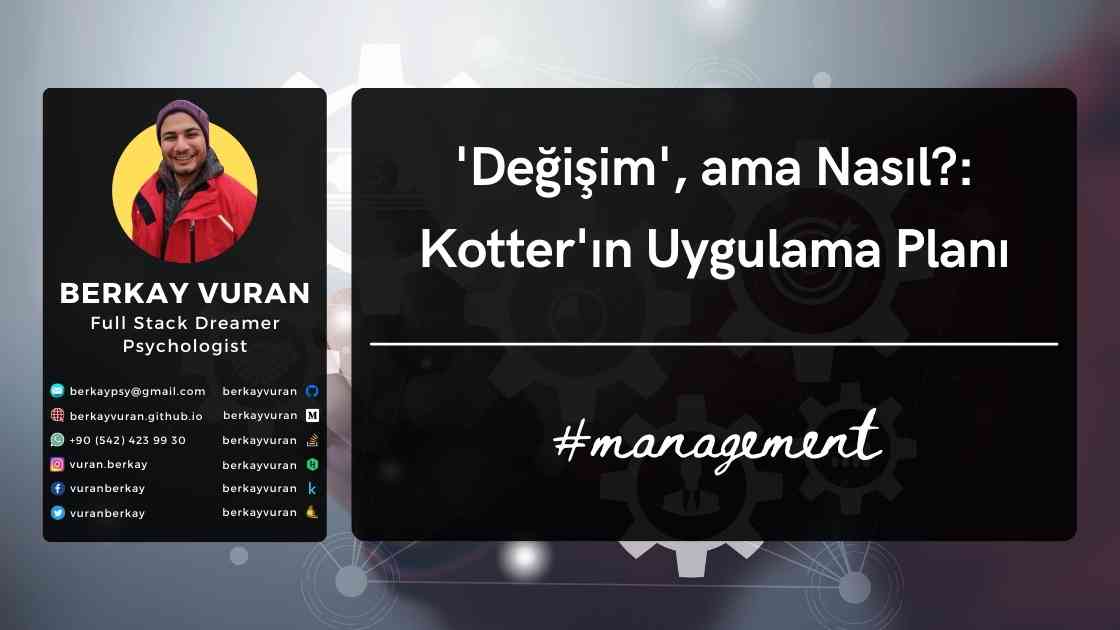 BERKAY VURAN
Full Stack Dreamer
Psychologist
berkaypsy@gmail.com
berkayvuran
berkayvuran.github.io
berkayvuran
+90 (542) 423 99 30
berkayvuran
vuran.berkay
berkayvuran
vuranberkay
berkayvuran
vuranberkay
berkayvuran
'Değişim', ama Nasıl?:
Kotter'ın Uygulama Planı
#management